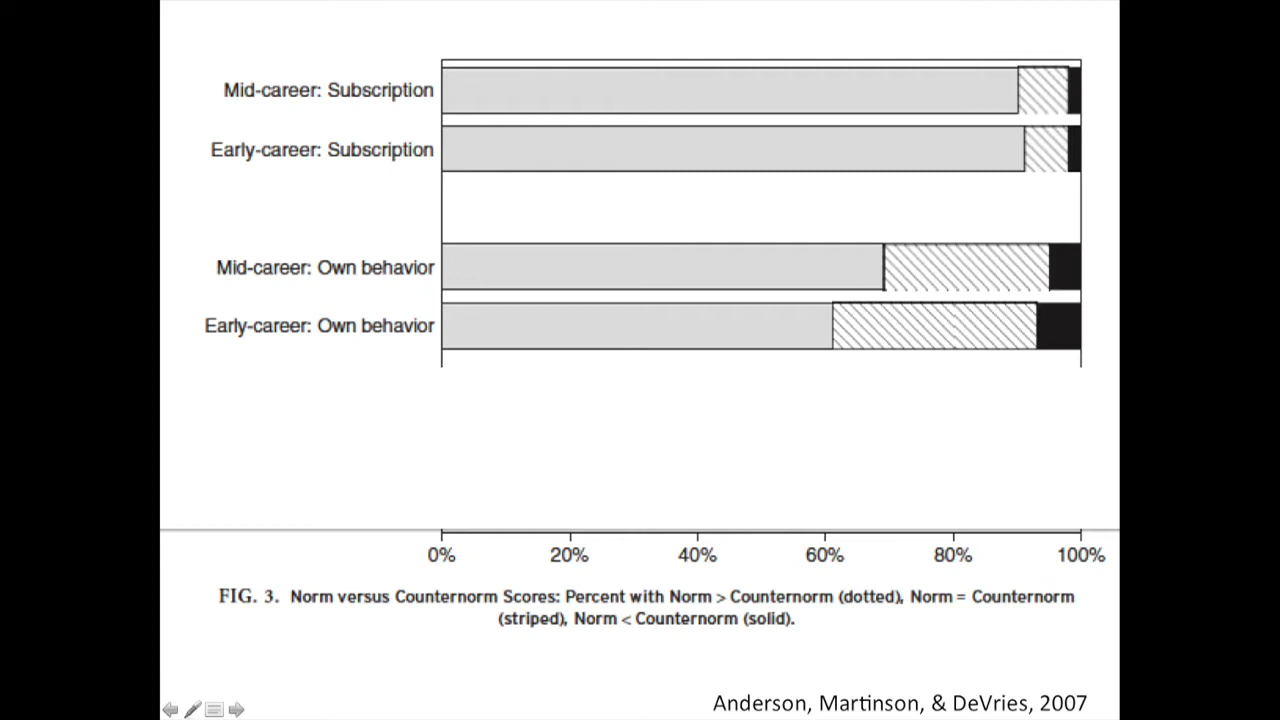 Mid-career: Subscription
Early-career: Subscription
Mid-career: Own behavior
Early-career: Own behavior
0% 20% 40% 60% 80% 100%
FIG. 3. Norm versus Counternorm Scores: Percent with Norm > Counternorm (dotted), Norm = Counternorm
(striped), Norm < Counternorm (solid).
Anderson, Martinson, & DeVries, 2007